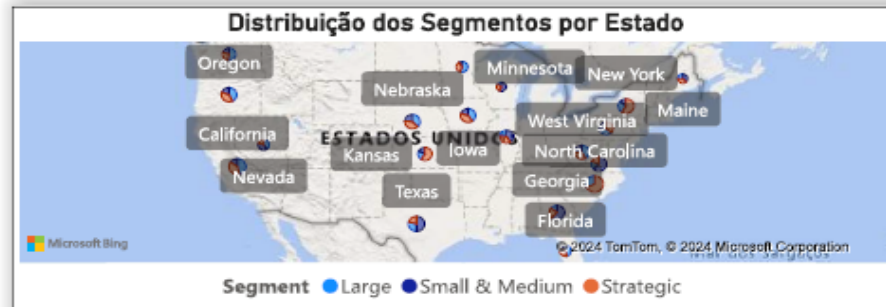 Distribuição dos Segmentos por Estado
Oregon
Minnesota
New York
Nebraska
Maine
West Virginia
California
ESTADOS UNIDOS
Kansas
Iowa
North Carolina
Nevada
Georgia
Texas
Florida
Microsoft Bing
© 2024 TomTom, © 2024 Microsoft Corporation
Segment Large Small & Medium Strategic